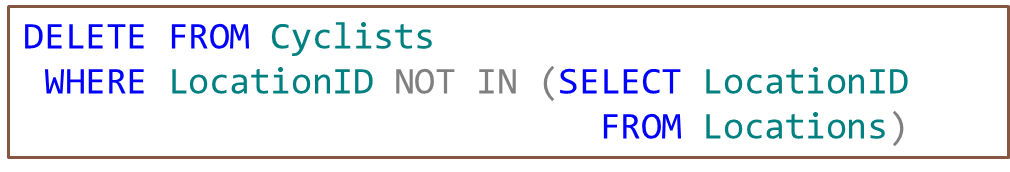 DELETE FROM Cyclists
WHERE LocationID NOT IN (SELECT LocationID
FROM Locations)